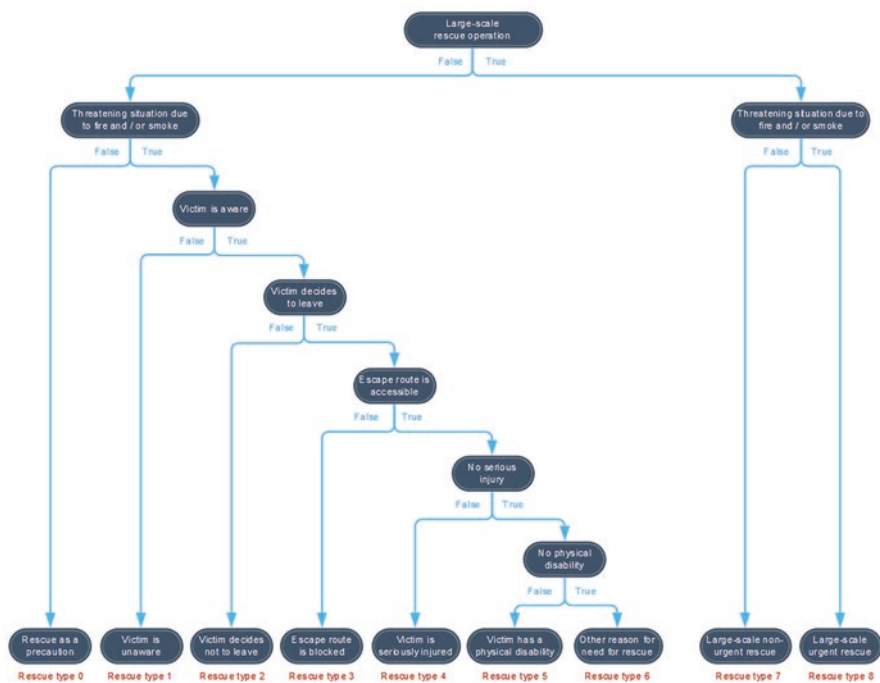 Large-scale
rescue operation
False True
Threatening situation due
to fire and / or smoke
Threatening situation due to
fire and / or smoke
False True
False True
Victim is aware
False True
Victim decides
to leave
False True
Escape route is
accessible
False True
No serious
injury
False True
No physical
disability
False True
Rescue as a
precaution
Victim is
unaware
Victim decides
not to leave
Escape route
is blocked
Victim is
seriously injured
Victim has a
physical disability
Other reason for
need for rescue
Large-scale non-
urgent rescue
Large-scale
urgent rescue
Rescue type 0 Rescue type 1 Rescue type 2 Rescue type 3 Rescue type 4 Rescue type 5 Rescue type 6 Rescue type 7 Rescue type 8